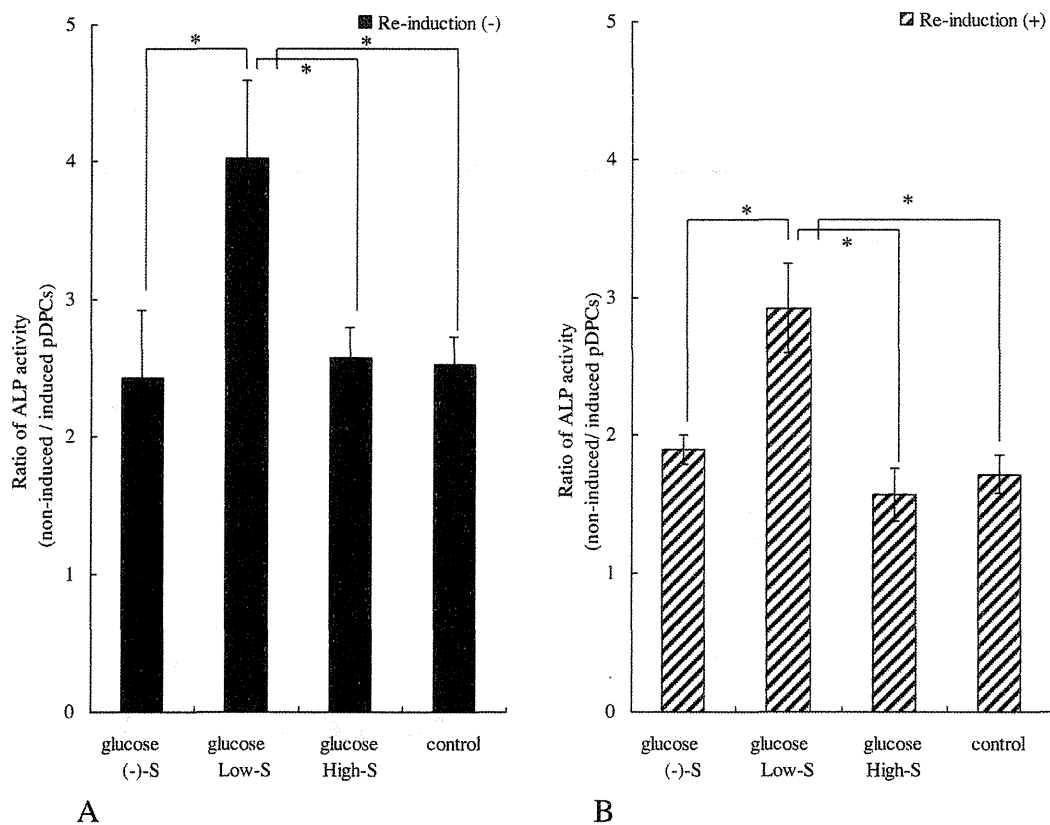 Re-induction (-)
5
4
3
2
1
0
*
*
*
Ratio of ALP activity
(non-induced / induced pDPCs)
glucose
(-)-S
glucose
Low-S
glucose
High-S
control
A
Re-induction (+)
5
4
3
2
1
0
*
*
*
Ratio of ALP activity
(non-induced/ induced pDPCs)
glucose
(-)-S
glucose
Low-S
glucose
High-S
control
B